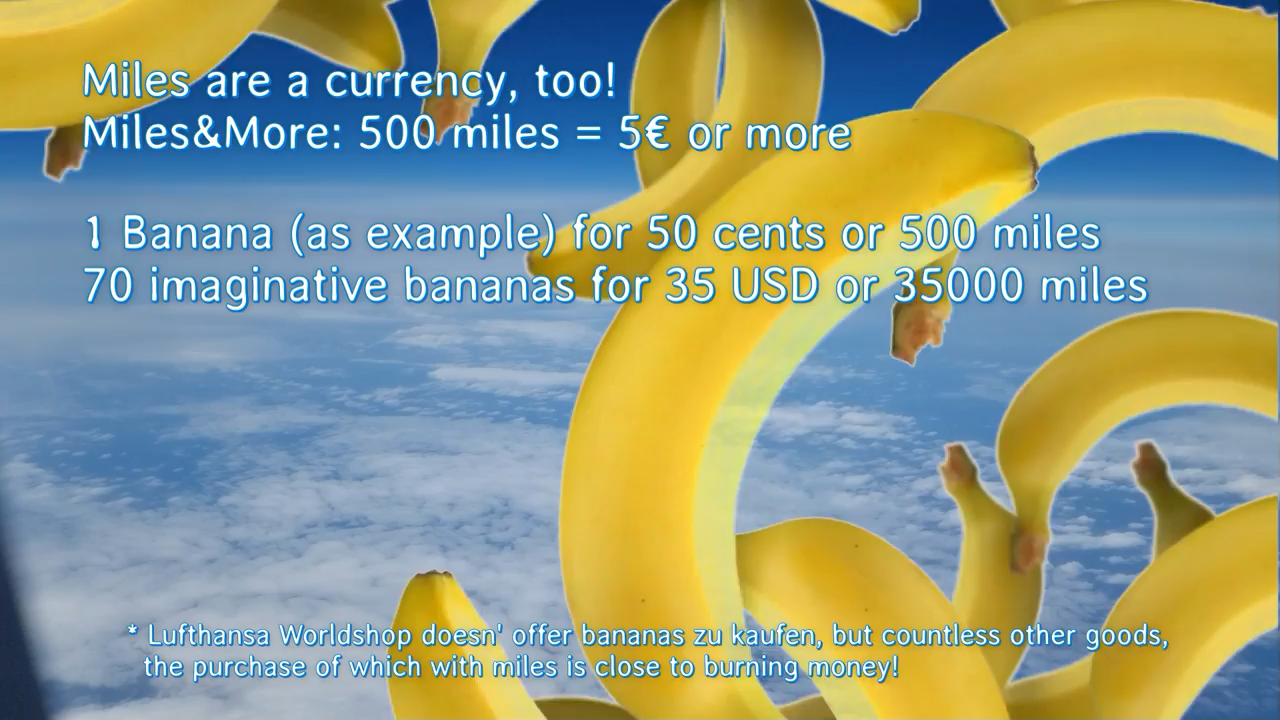 Miles are a currency, too!
Miles&More: 500 miles = 5€ or more
1 Banana (as example) for 50 cents or 500 miles
70 imaginative bananas for 35 USD or 35000 miles
* Lufthansa Worldshop doesn' offer bananas zu kaufen, but countless other goods,
the purchase of which with miles is close to burning money!